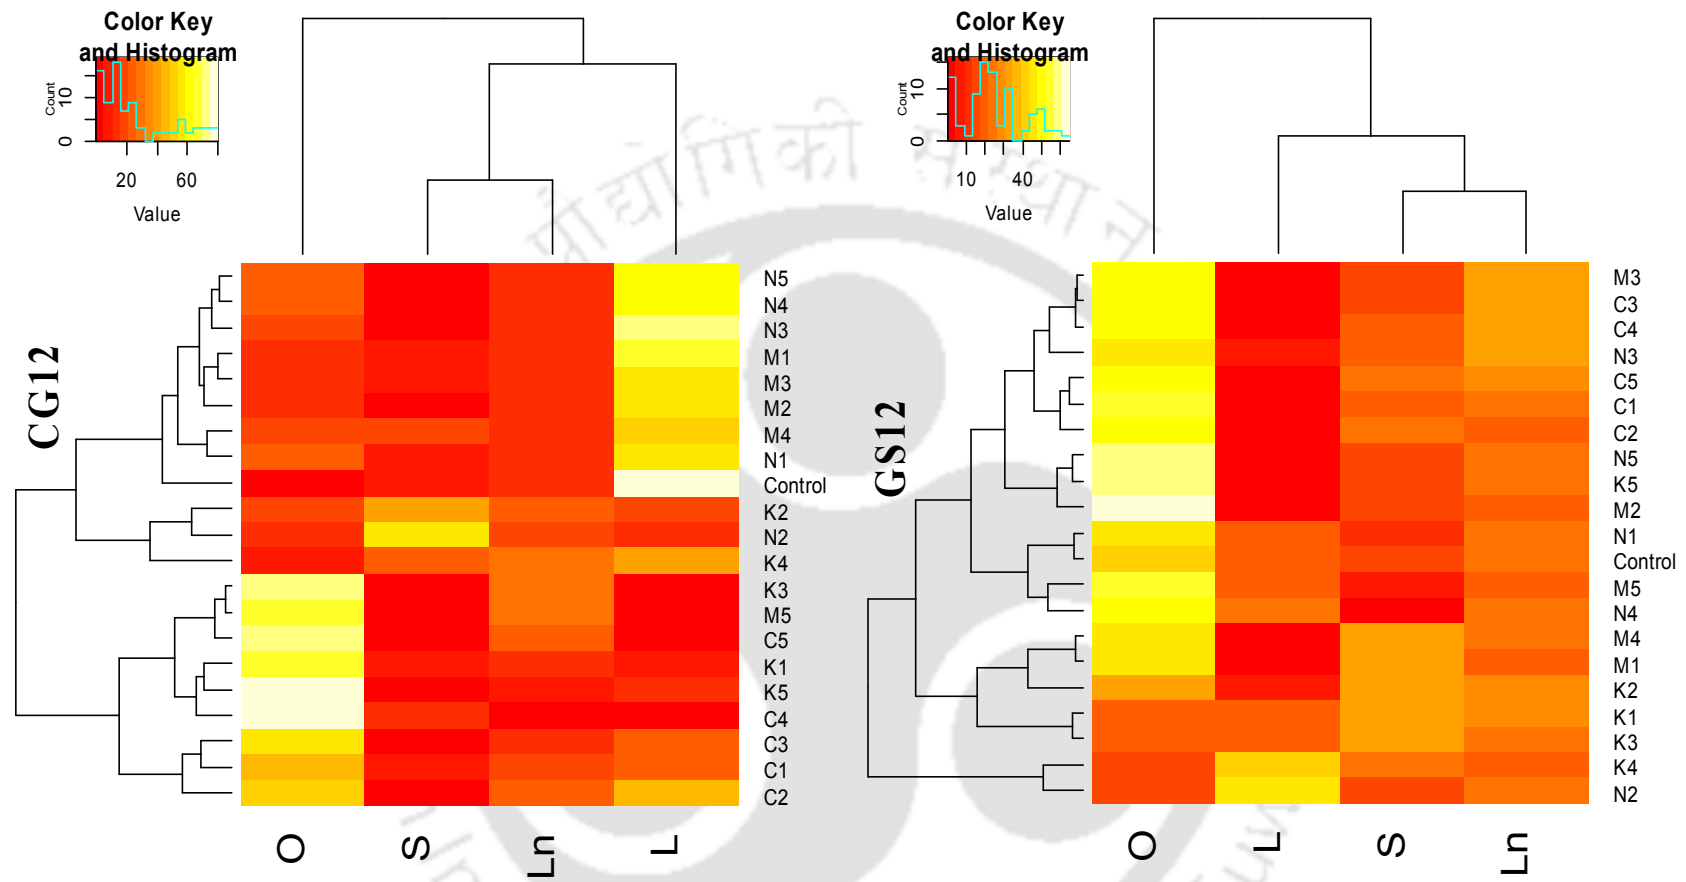 Color Key
and Histogram
Count
0 10
20 60
Value
CG12
N5
N4
N3
M1
M3
M2
M4
N1
Control
K2
N2
K4
K3
M5
C5
K1
K5
C4
C3
C1
C2
O S Ln L
Color Key
and Histogram
Count
0 10
10 40
Value
GS12
M3
C3
C4
N3
C5
C1
C2
N5
K5
M2
N1
Control
M5
N4
M4
M1
K2
K1
K3
K4
N2
O L S Ln